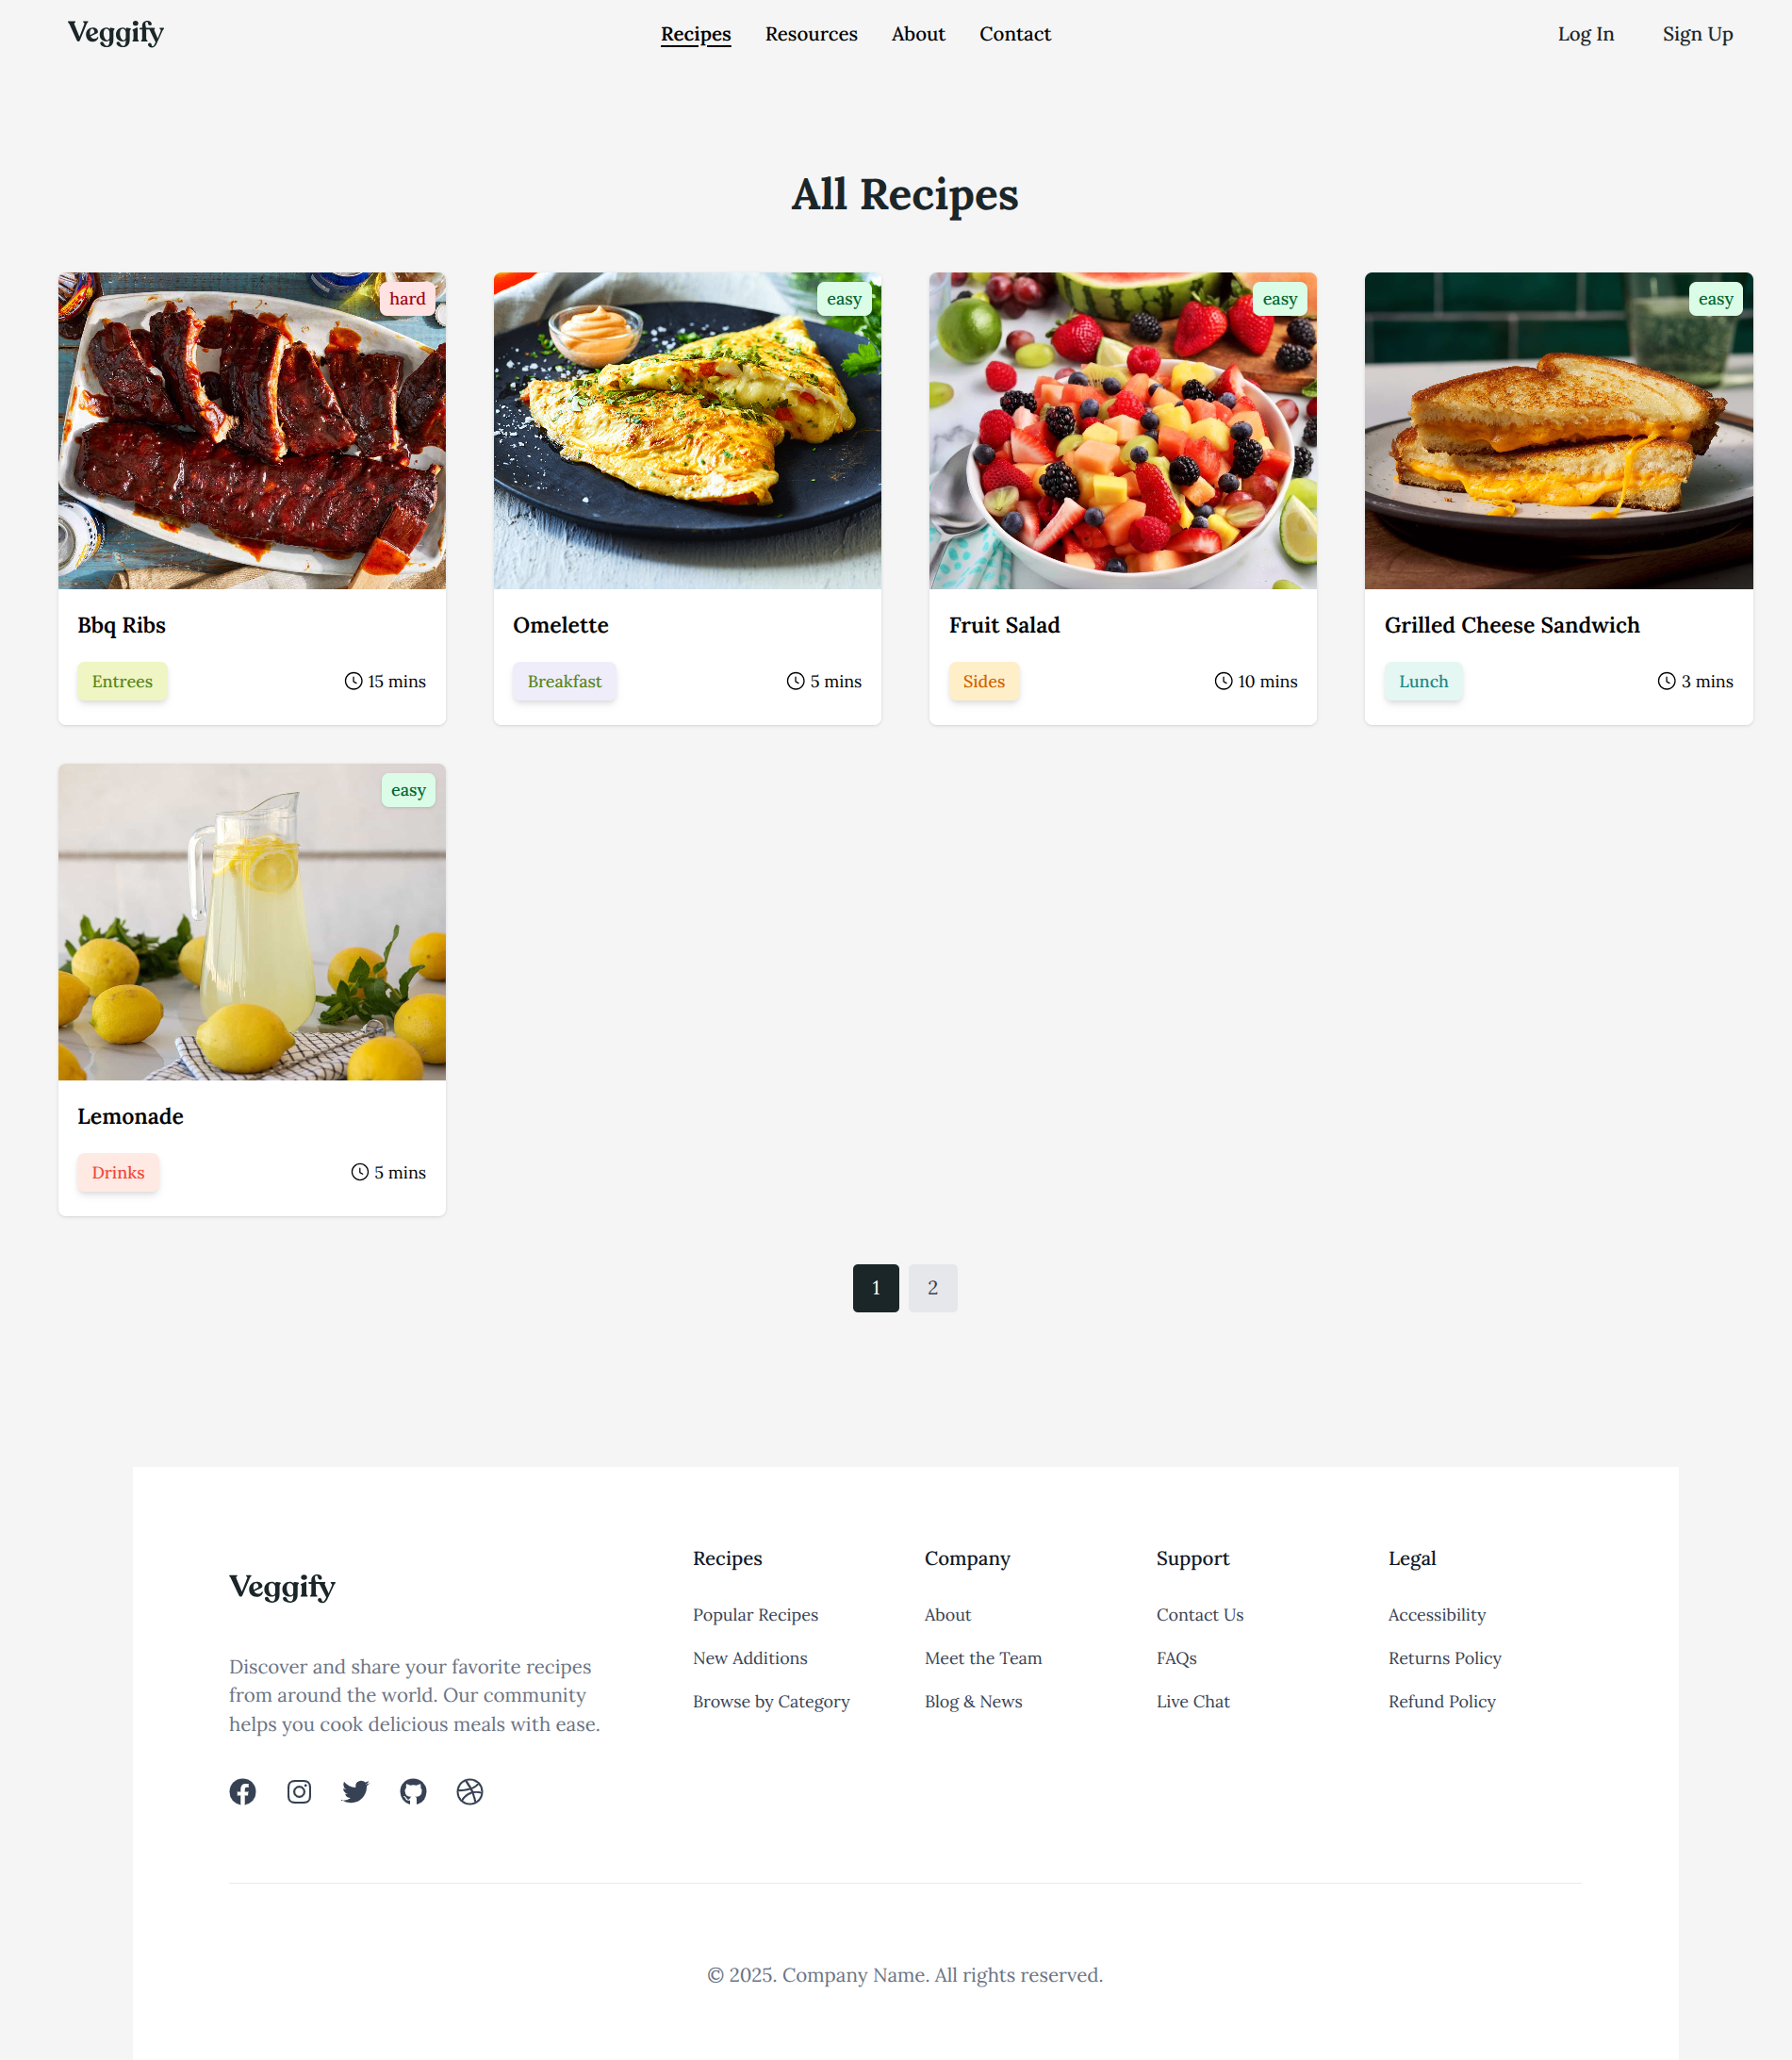 Veggify
Recipes Resources About Contact
Log In Sign Up
All Recipes
hard
Bbq Ribs
Entrees 15 mins
easy
Omelette
Breakfast 5 mins
easy
Fruit Salad
Sides 10 mins
easy
Grilled Cheese Sandwich
Lunch 3 mins
easy
Lemonade
Drinks 5 mins
1 2
Veggify
Discover and share your favorite recipes
from around the world. Our community
helps you cook delicious meals with ease.
Recipes
Popular Recipes
New Additions
Browse by Category
Company
About
Meet the Team
Blog & News
Support
Contact Us
FAQs
Live Chat
Legal
Accessibility
Returns Policy
Refund Policy
© 2025. Company Name. All rights reserved.